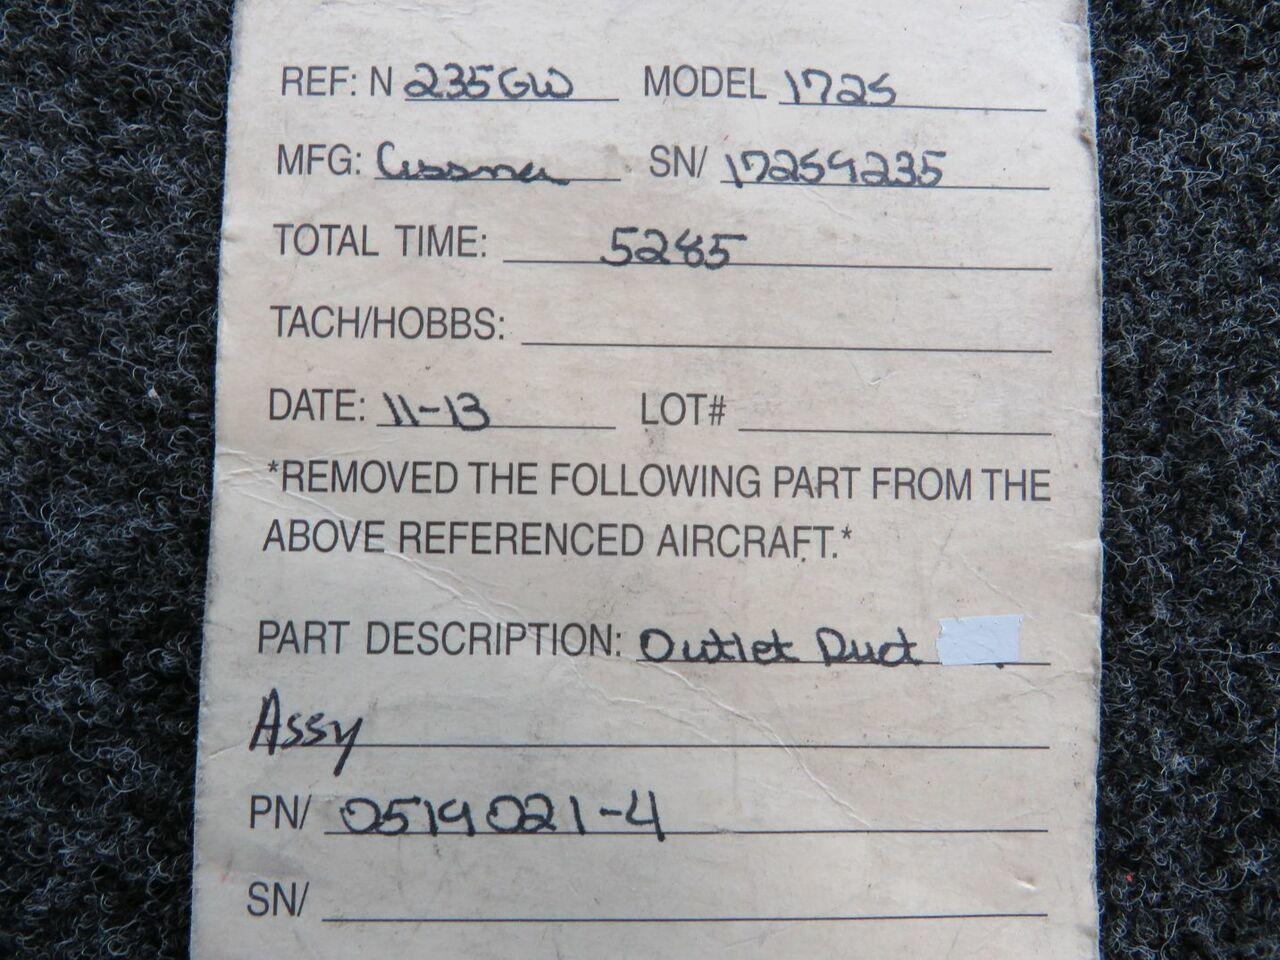 REF: N 235GW MODEL 172S
MFG: Cessna SN/ 172S9235
TOTAL TIME: 5285
TACH/HOBBS:
DATE: 11-13 LOT#
*REMOVED THE FOLLOWING PART FROM THE
ABOVE REFERENCED AIRCRAFT.*
PART DESCRIPTION: Outlet Duct
Assy
PN/ 0519021-4
SN/